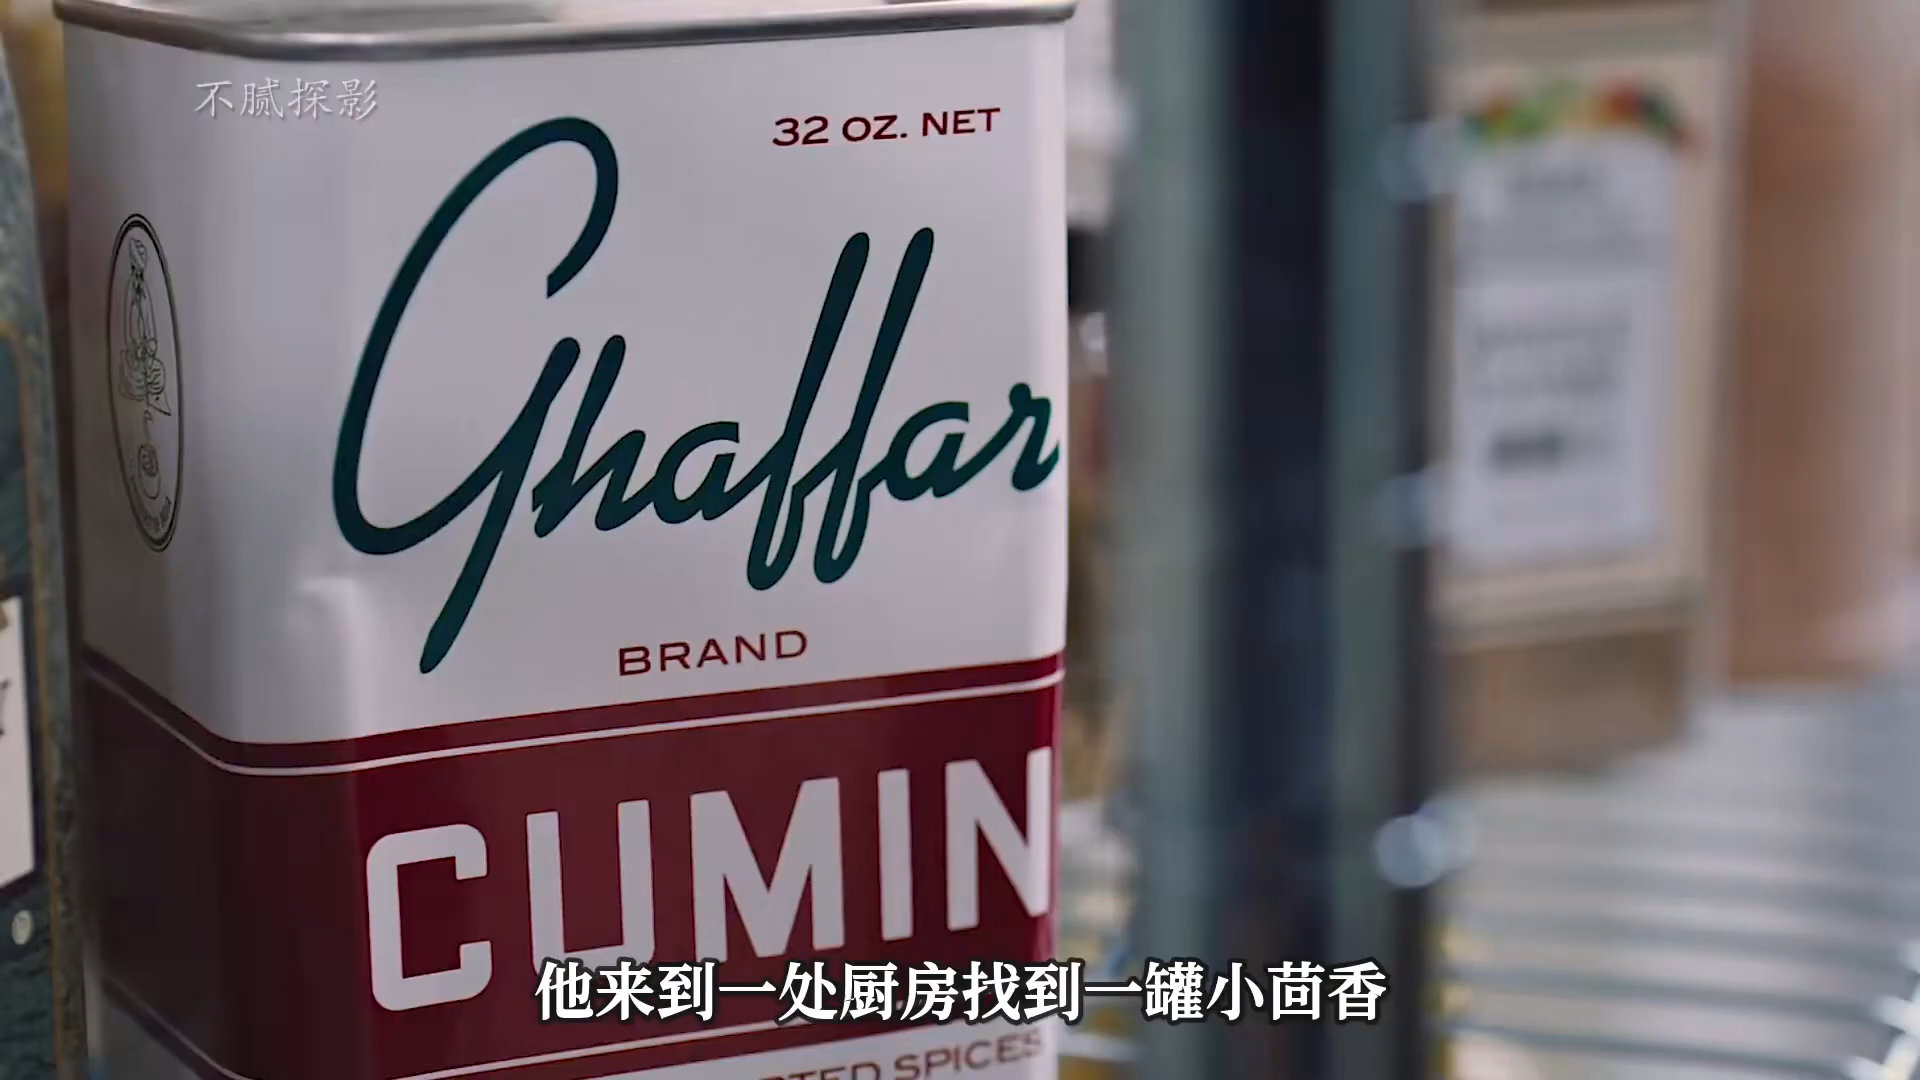 不腻探影
32 OZ. NET
Ghaffar
BRAND
CUMIN
他来到一处厨房找到一罐小茴香
SPICES